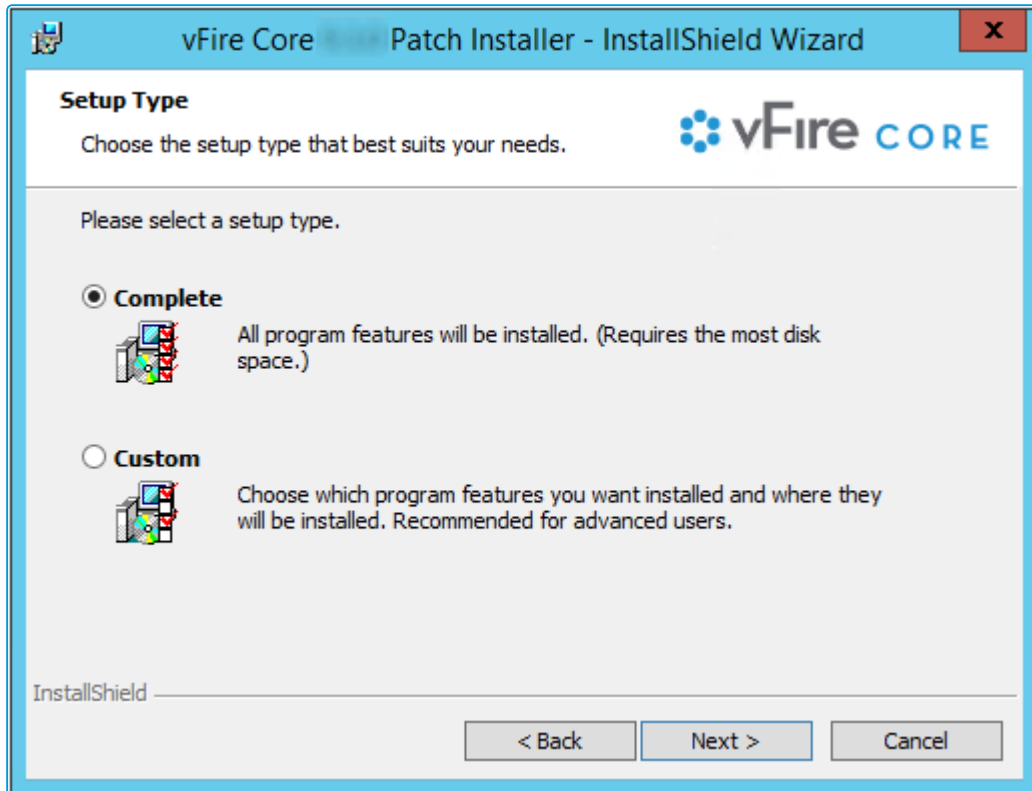 vFire Core Patch Installer - InstallShield Wizard
x
Setup Type
Choose the setup type that best suits your needs.
vFire CORE
Please select a setup type.
Complete
All program features will be installed. (Requires the most disk
space.)
Custom
Choose which program features you want installed and where they
will be installed. Recommended for advanced users.
InstallShield
< Back
Next >
Cancel